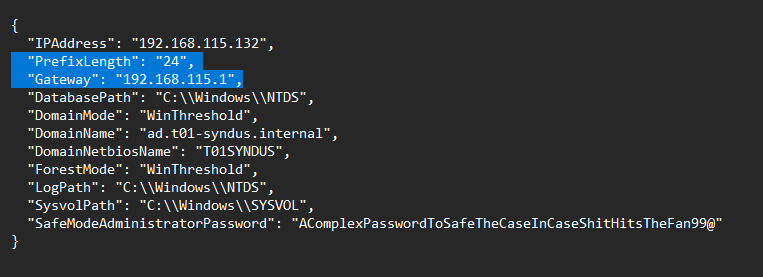 {
"IPAddress": "192.168.115.132",
"PrefixLength": "24",
"Gateway": "192.168.115.1",
"DatabasePath": "C:\\Windows\\NTDS",
"DomainMode": "WinThreshold",
"DomainName": "ad.t01-syndus.internal",
"DomainNetbiosName": "T01SYNDUS",
"ForestMode": "WinThreshold",
"LogPath": "C:\\Windows\\NTDS",
"SysvolPath": "C:\\Windows\\SYSVOL",
"SafeModeAdministratorPassword": "AComplexPasswordToSafeTheCaseInCaseShitHitsTheFan99@"
}